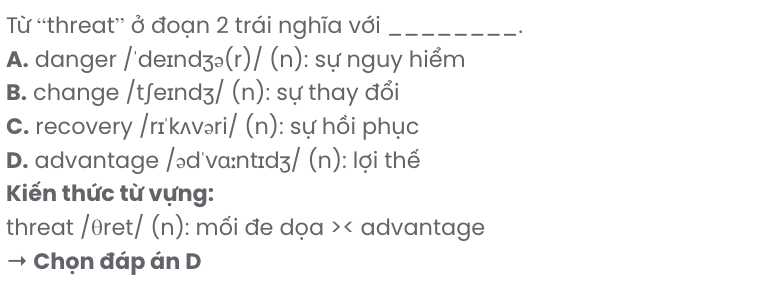 Từ “threat” ở đoạn 2 trái nghĩa với ________.
A. danger /ˈdeɪndʒə(r)/ (n): sự nguy hiểm
B. change /tʃeɪndʒ/ (n): sự thay đổi
C. recovery /rɪˈkʌvəri/ (n): sự hồi phục
D. advantage /ədˈvɑːntɪdʒ/ (n): lợi thế
Kiến thức từ vựng:
threat /θret/ (n): mối đe dọa >< advantage
→ Chọn đáp án D